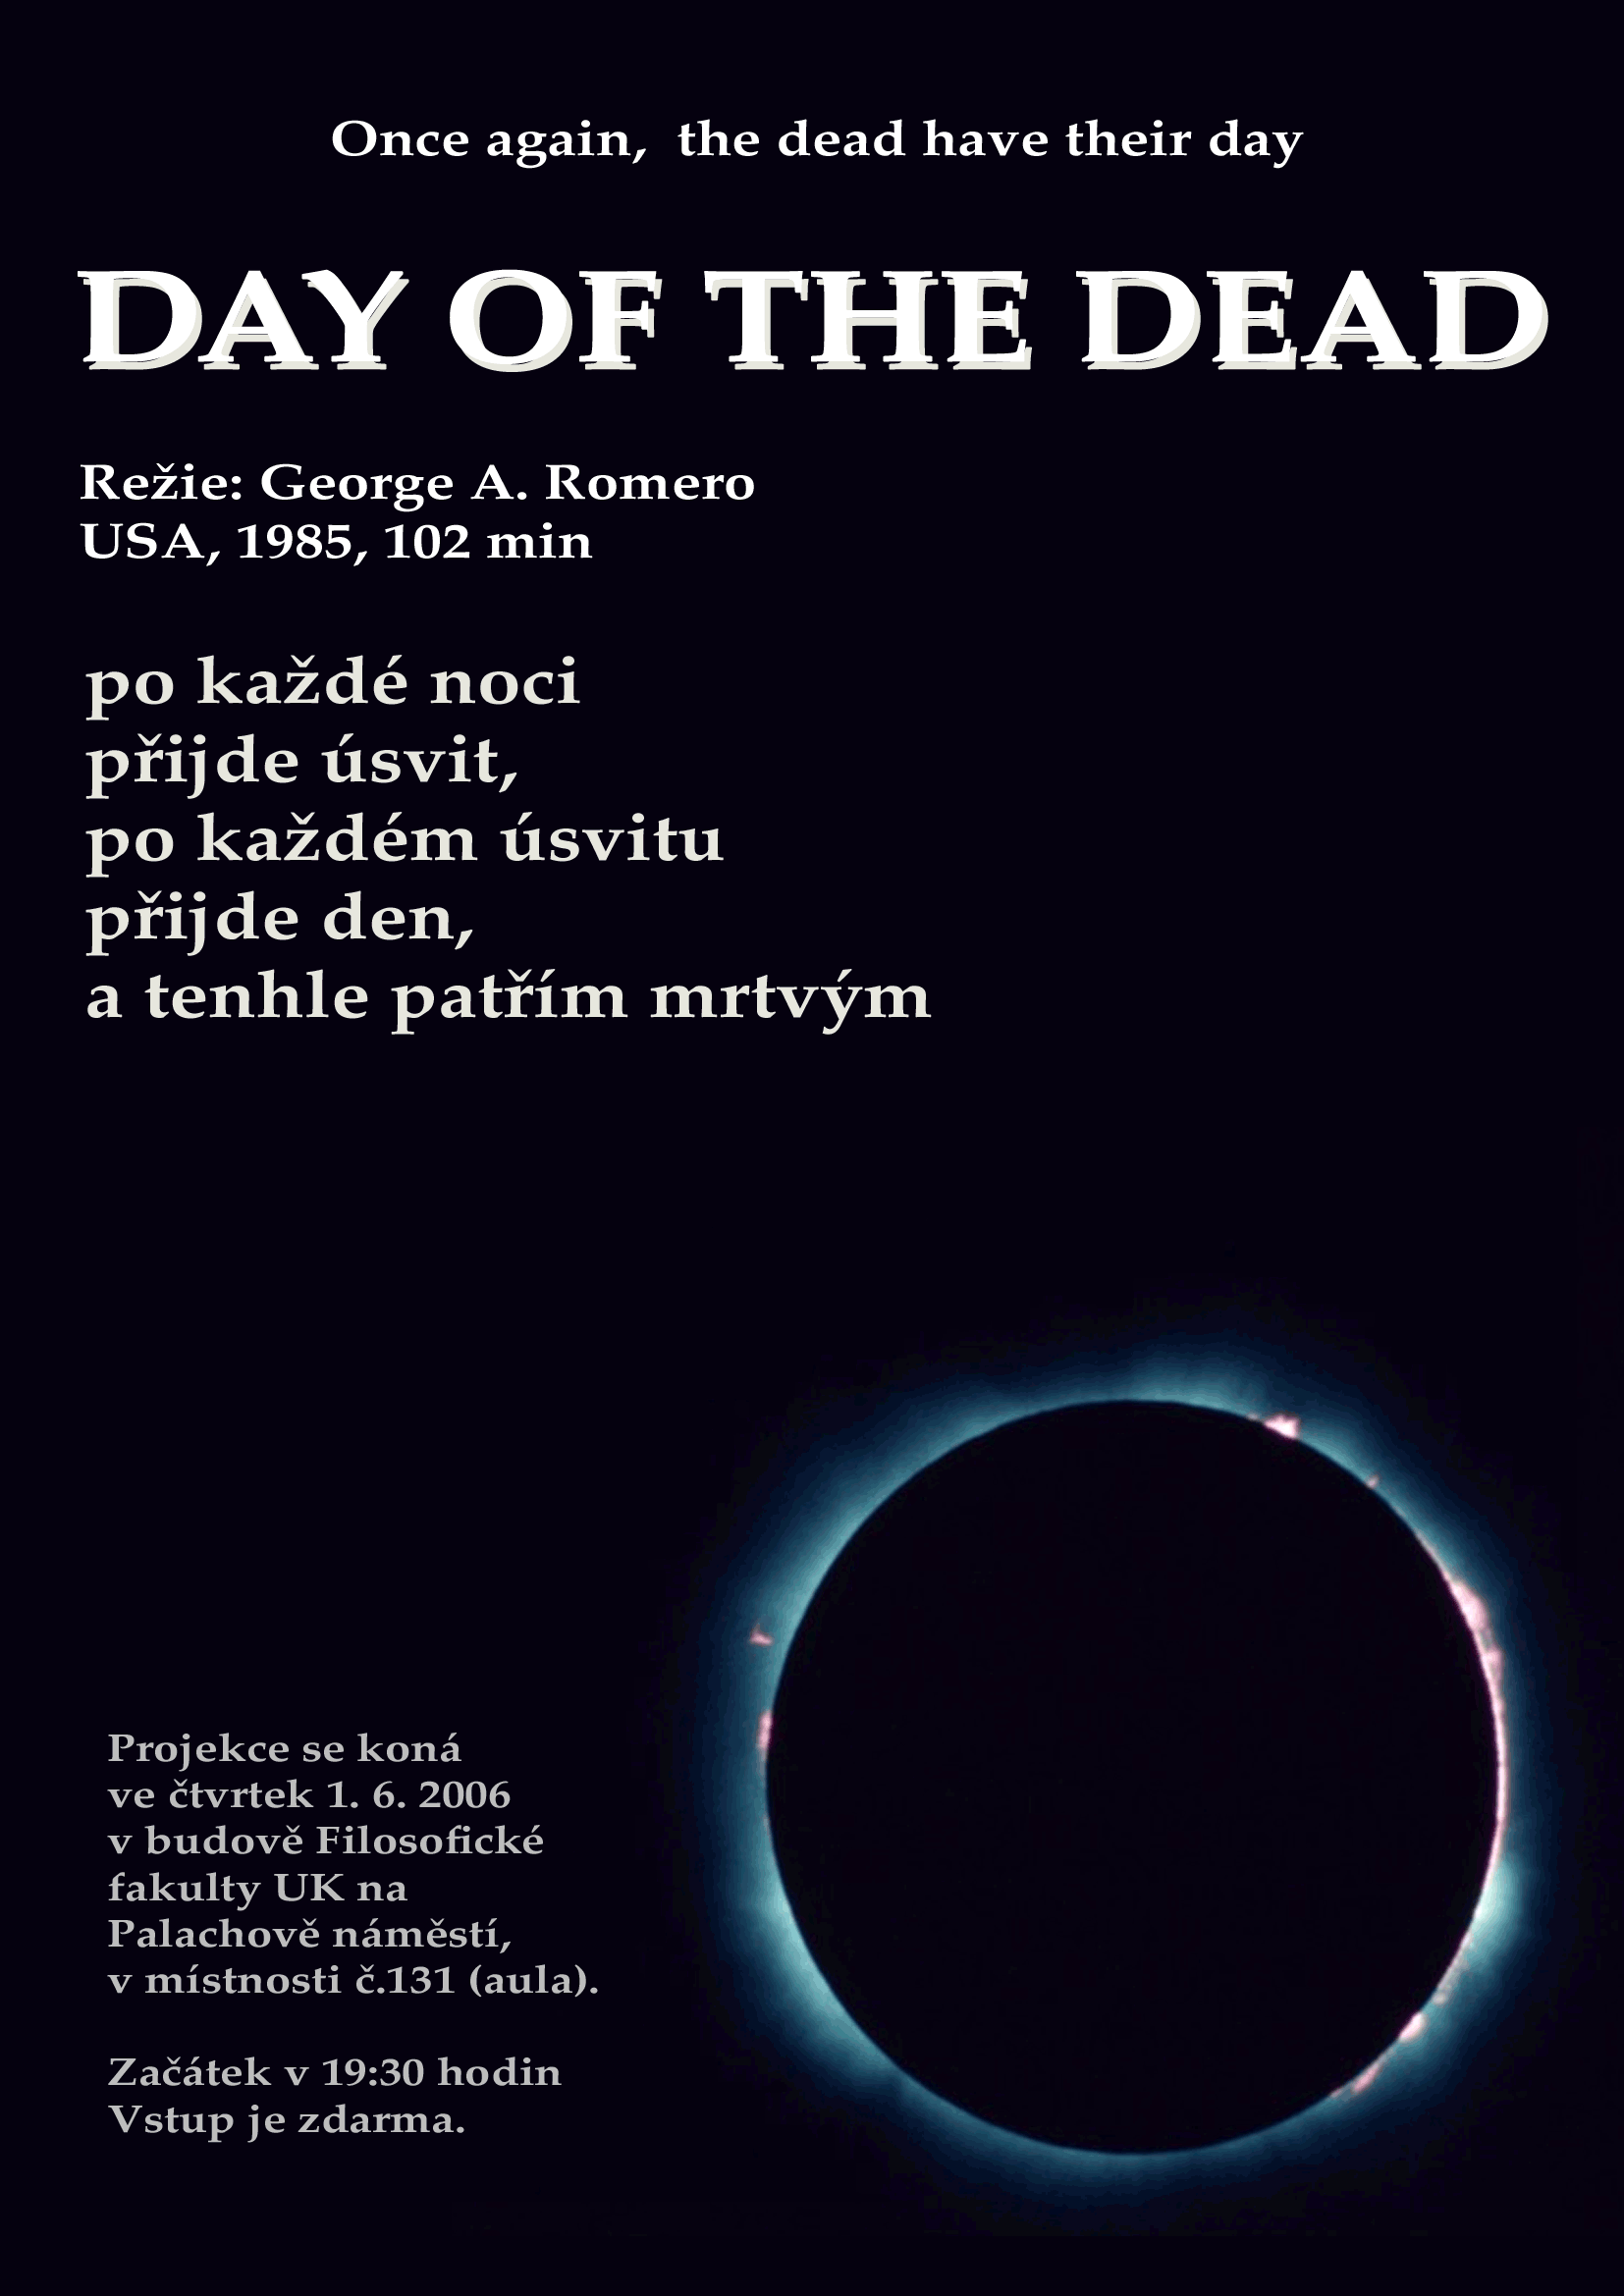 Once again, the dead have their day
DAY OF THE DEAD
Režie: George A. Romero
USA, 1985, 102 min
po každé noci
přijde úsvit,
po každém úsvitu
přijde den,
a tenhle patřím mrtvým
Projekce se koná
ve čtvrtek 1. 6. 2006
v budově Filosofické
fakulty UK na
Palachově náměstí,
v místnosti č.131 (aula).
Začátek v 19:30 hodin
Vstup je zdarma.